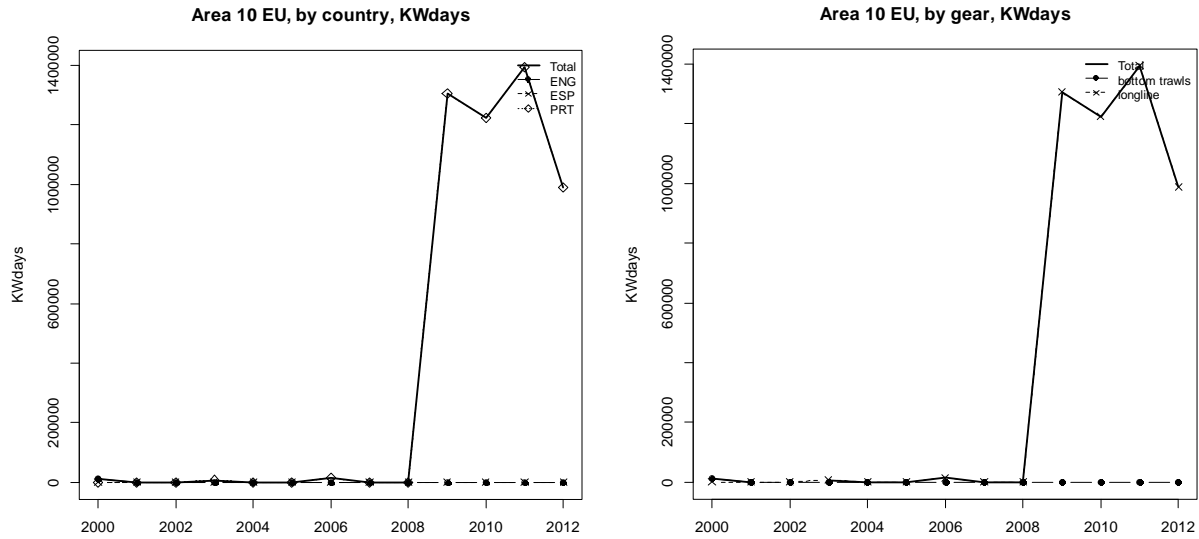 Area 10 EU, by country, KWdays
KWdays
0
200000
600000
1000000
1400000
Total
ENG
ESP
PRT
2000
2002
2004
2006
2008
2010
2012
Area 10 EU, by gear, KWdays
KWdays
0
200000
600000
1000000
1400000
Total
bottom trawls
longline
2000
2002
2004
2006
2008
2010
2012